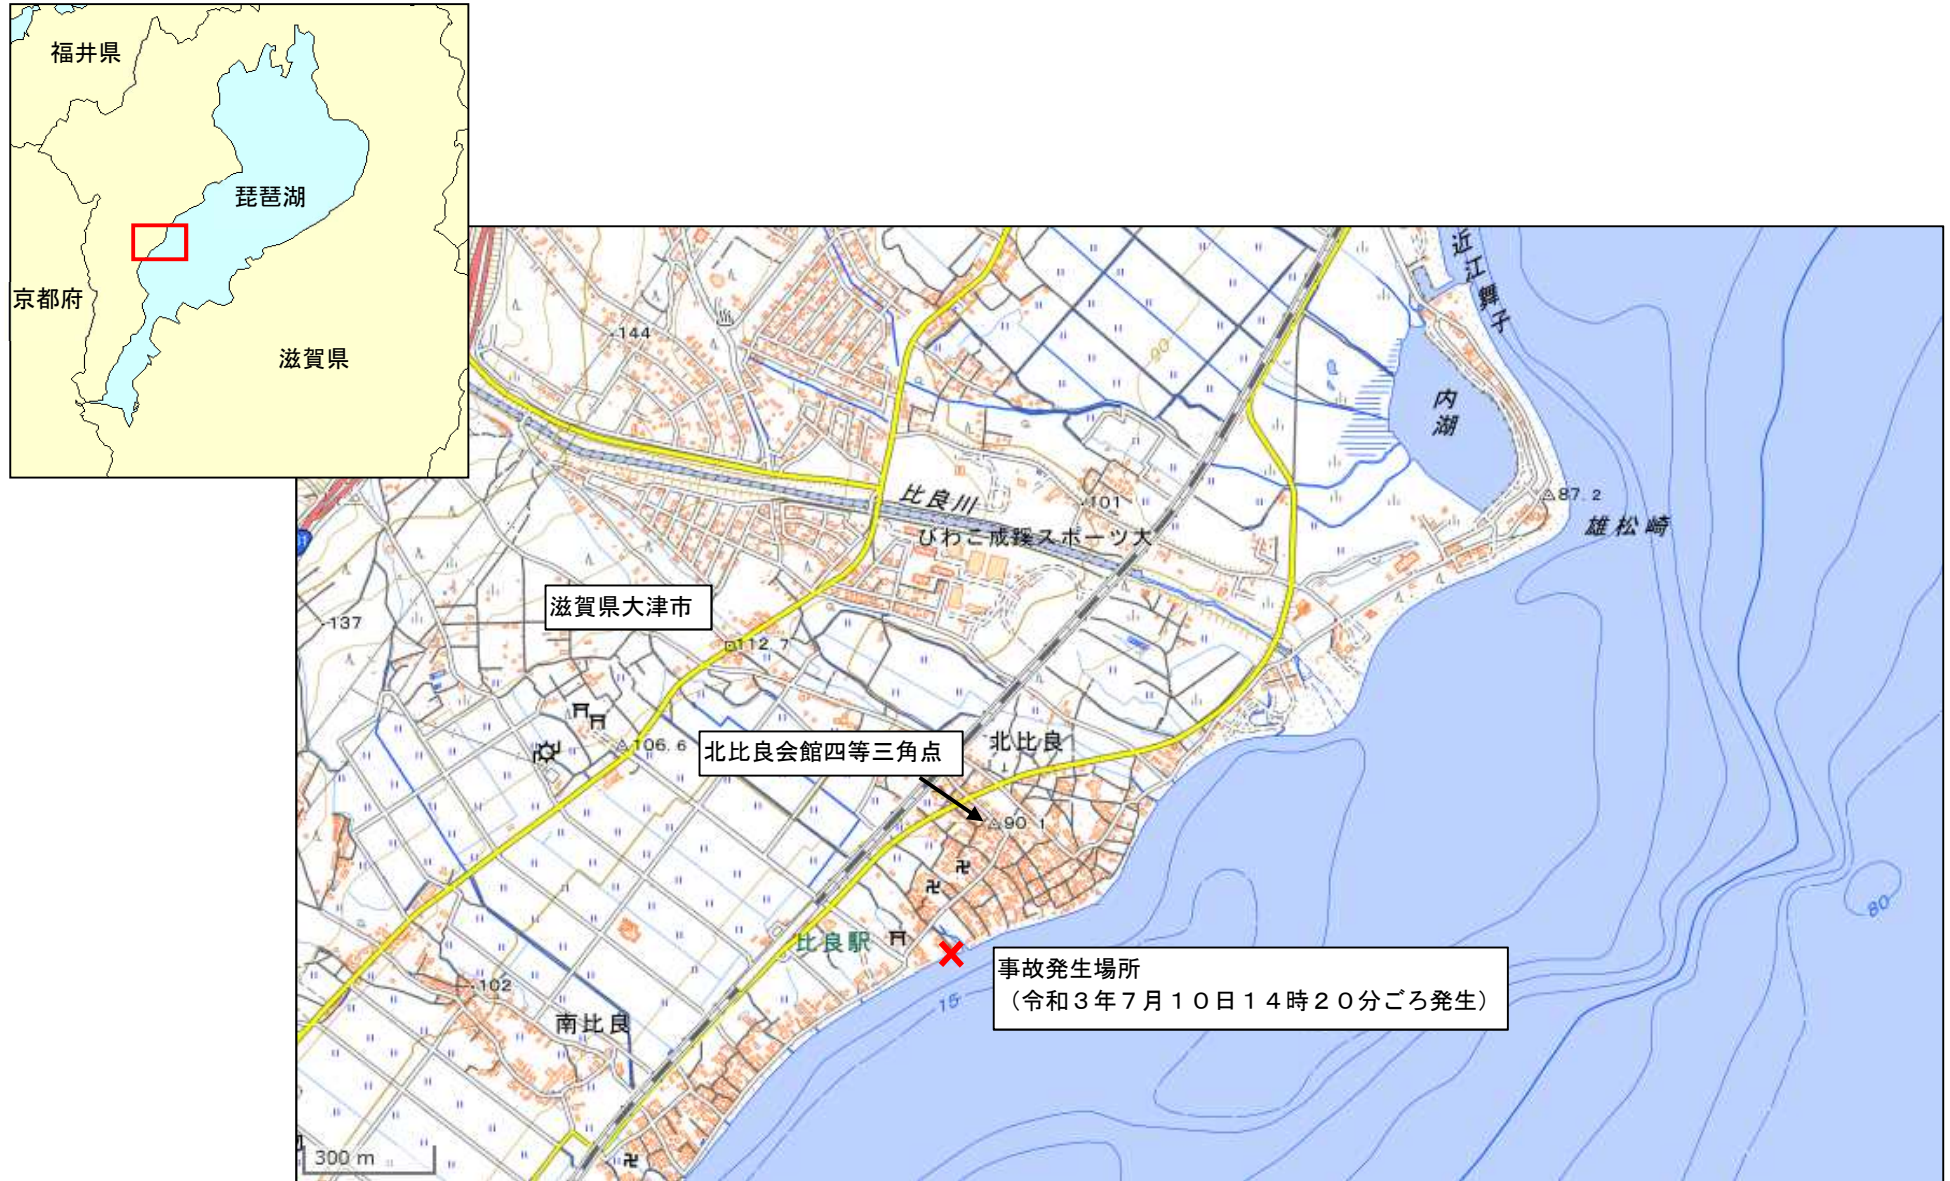 福井県
琵琶湖
京都府
滋賀県
近江舞子
144
90
内湖
比良川
101
87.2
雄松崎
びわこ成蹊スポーツ大
滋賀県大津市
137
112.7
北比良
106.6
北比良会館四等三角点
90.1
比良駅
事故発生場所
（令和３年７月１０日１４時２０分ごろ発生）
80
15
102
南比良
300 m